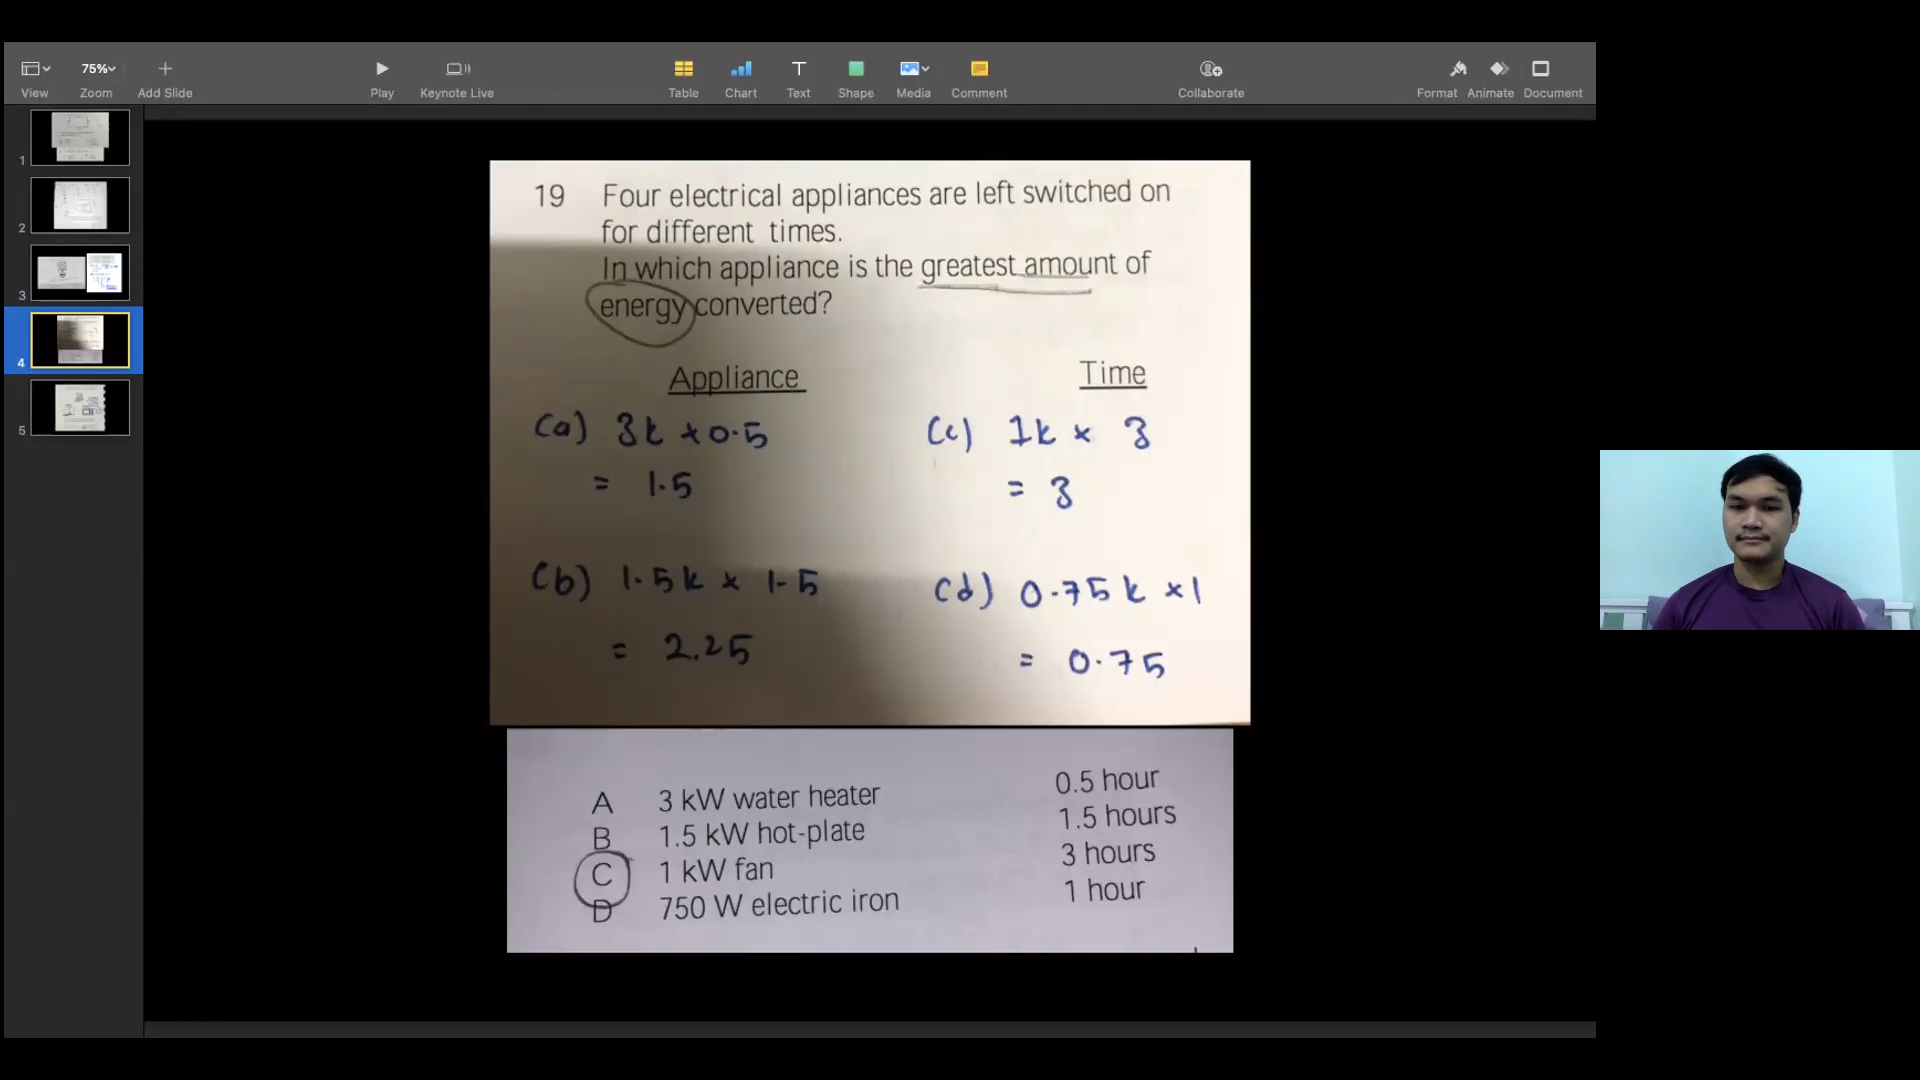 View
75%
Zoom
Add Slide
Play
Keynote Live
Table
Chart
Text
Shape
Media
Comment
Collaborate
Format
Animate
Document
1
2
3
4
5
19 Four electrical appliances are left switched on
for different times.
In which appliance is the greatest amount of
energy converted?
Appliance Time
(a) 3k × 0.5
= 1.5
(c) 1k × 3
= 3
(b) 1.5k × 1.5
= 2.25
(d) 0.75k × 1
= 0.75
A 3 kW water heater 0.5 hour
B 1.5 kW hot-plate 1.5 hours
C 1 kW fan 3 hours
D 750 W electric iron 1 hour